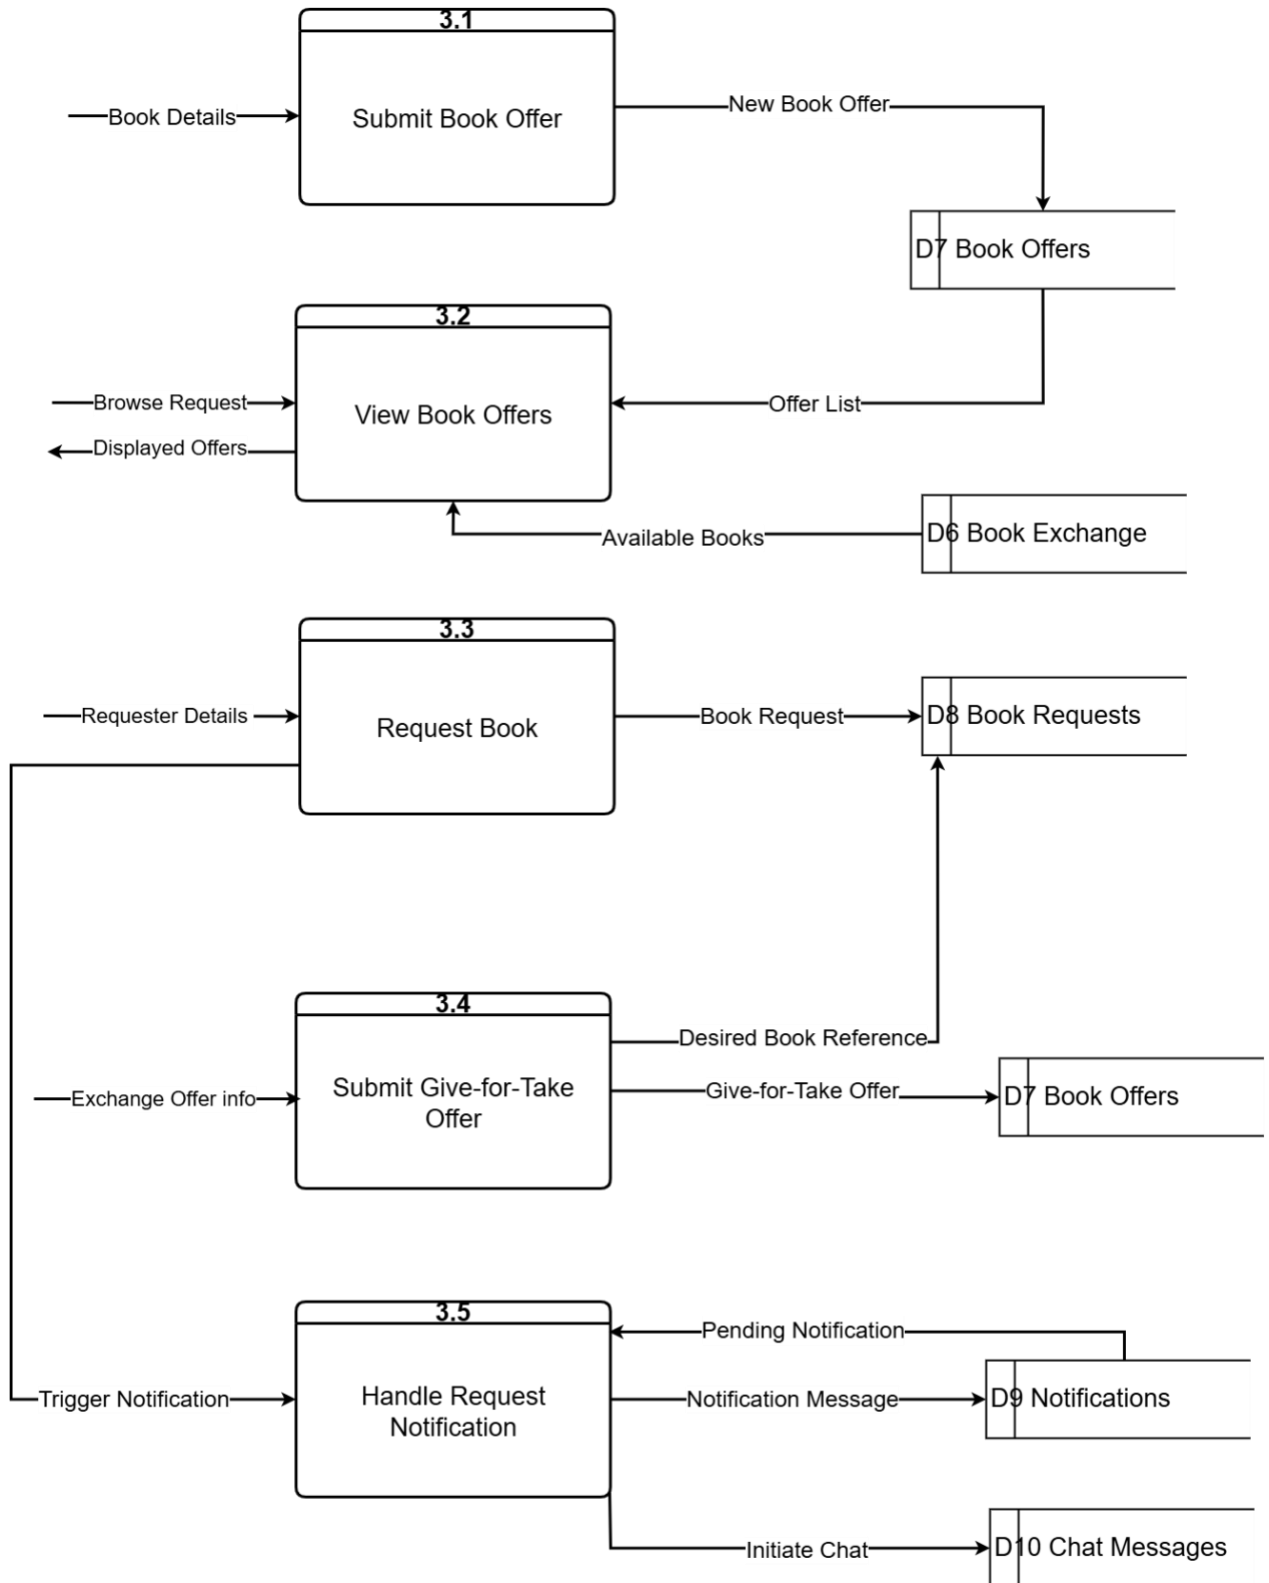 3.1
Book Details
Submit Book Offer
New Book Offer
D7 Book Offers
3.2
Browse Request
View Book Offers
Offer List
Displayed Offers
Available Books
D6 Book Exchange
3.3
Requester Details
Request Book
Book Request
D8 Book Requests
3.4
Desired Book Reference
Exchange Offer info
Submit Give-for-Take
Offer
Give-for-Take Offer
D7 Book Offers
3.5
Pending Notification
Trigger Notification
Handle Request
Notification
Notification Message
D9 Notifications
Initiate Chat
D10 Chat Messages